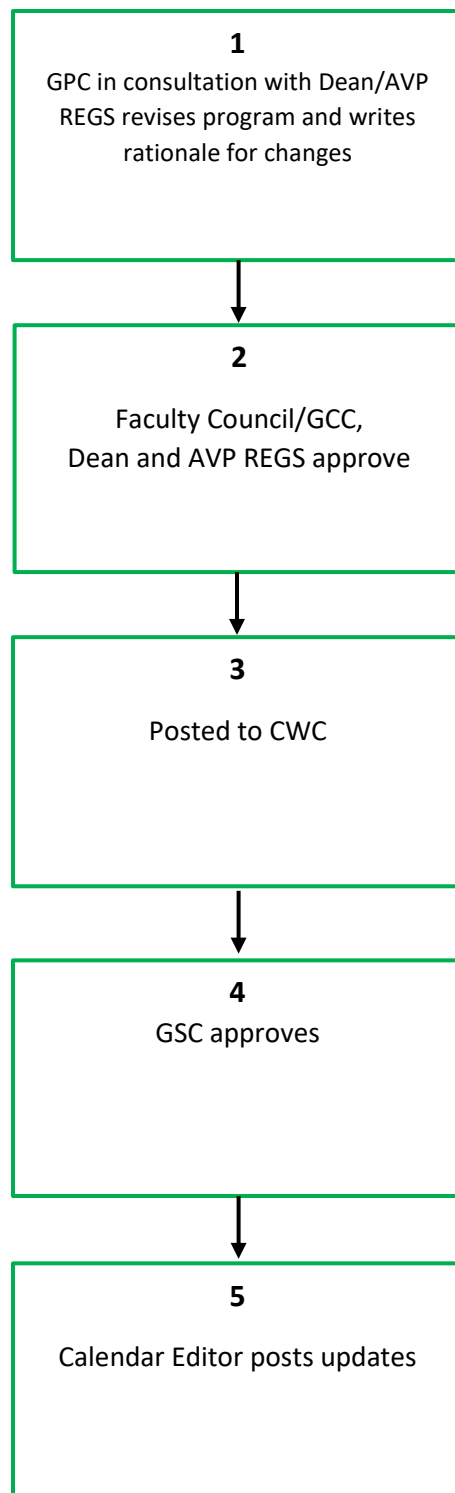 1
GPC in consultation with Dean/AVP
REGS revises program and writes
rationale for changes
2
Faculty Council/GCC,
Dean and AVP REGS approve
3
Posted to CWC
4
GSC approves
5
Calendar Editor posts updates